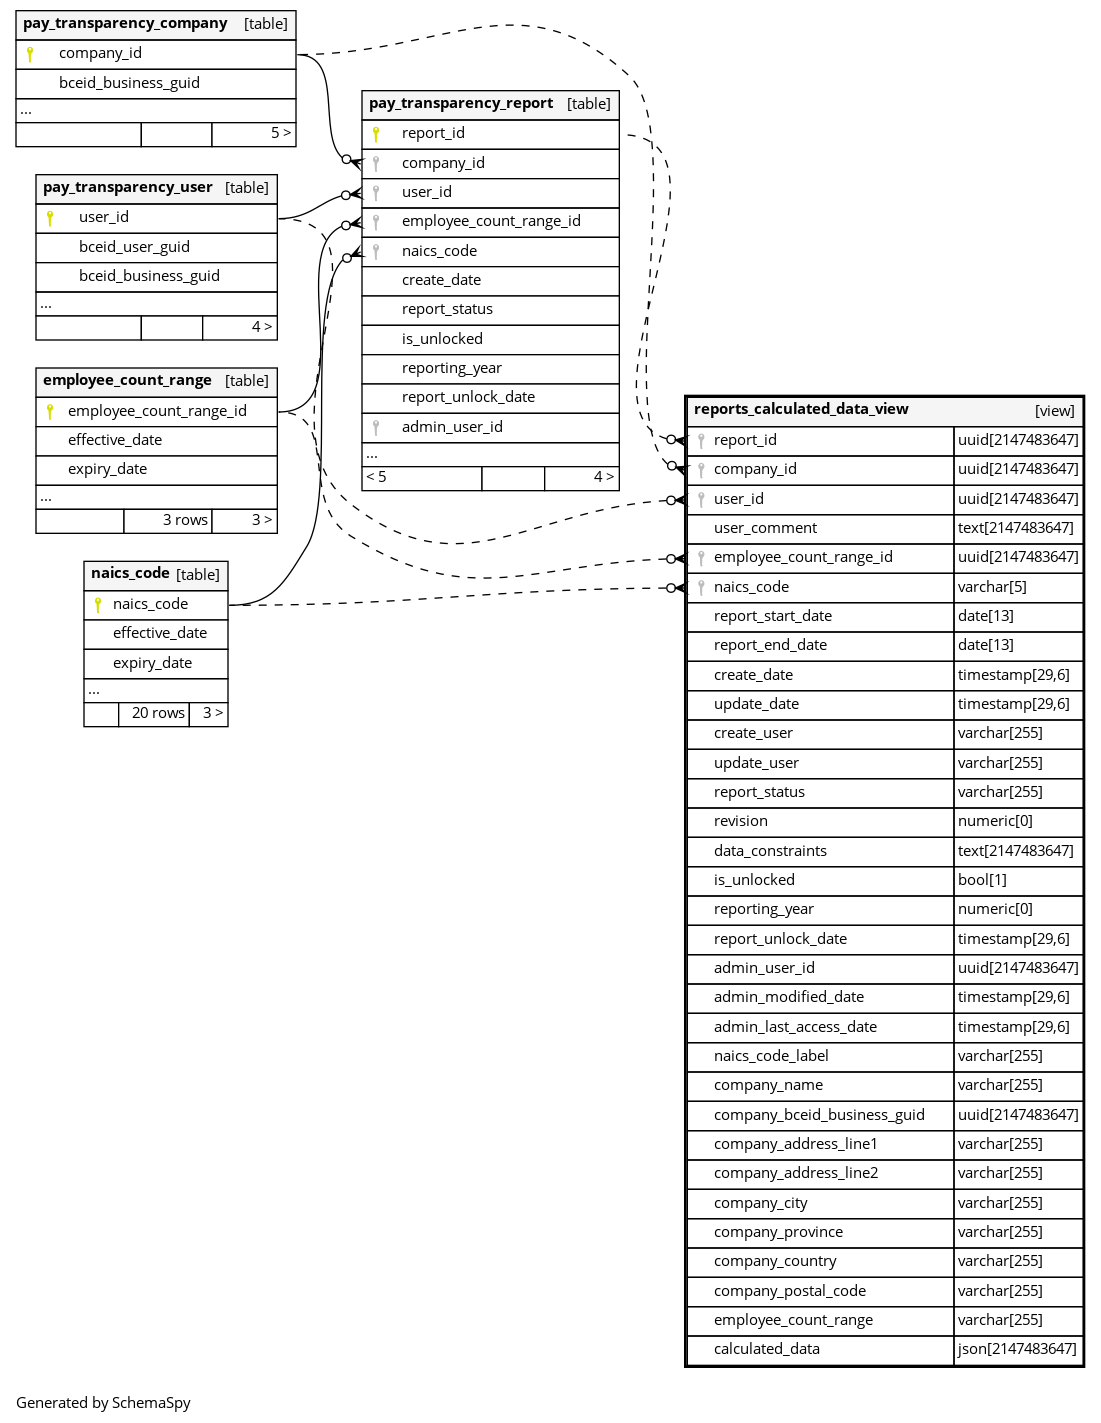 pay_transparency_company [table]
company_id
bceid_business_guid
...
5 >
pay_transparency_user [table]
user_id
bceid_user_guid
bceid_business_guid
...
4 >
employee_count_range [table]
employee_count_range_id
effective_date
expiry_date
...
3 rows 3 >
naics_code [table]
naics_code
effective_date
expiry_date
...
20 rows 3 >
pay_transparency_report [table]
report_id
company_id
user_id
employee_count_range_id
naics_code
create_date
report_status
is_unlocked
reporting_year
report_unlock_date
admin_user_id
...
< 5 4 >
reports_calculated_data_view [view]
report_id uuid[2147483647]
company_id uuid[2147483647]
user_id uuid[2147483647]
user_comment text[2147483647]
employee_count_range_id uuid[2147483647]
naics_code varchar[5]
report_start_date date[13]
report_end_date date[13]
create_date timestamp[29,6]
update_date timestamp[29,6]
create_user varchar[255]
update_user varchar[255]
report_status varchar[255]
revision numeric[0]
data_constraints text[2147483647]
is_unlocked bool[1]
reporting_year numeric[0]
report_unlock_date timestamp[29,6]
admin_user_id uuid[2147483647]
admin_modified_date timestamp[29,6]
admin_last_access_date timestamp[29,6]
naics_code_label varchar[255]
company_name varchar[255]
company_bceid_business_guid uuid[2147483647]
company_address_line1 varchar[255]
company_address_line2 varchar[255]
company_city varchar[255]
company_province varchar[255]
company_country varchar[255]
company_postal_code varchar[255]
employee_count_range varchar[255]
calculated_data json[2147483647]
Generated by SchemaSpy